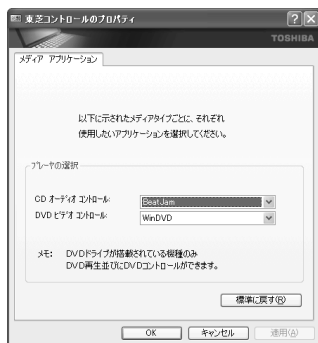 東芝コントロールのプロパティ
TOSHIBA
メディア アプリケーション
以下に示されたメディアタイプごとに、それぞれ
使用したいアプリケーションを選択してください。
プレーヤの選択
CD オーディオ コントロール:
BeatJam
DVD ビデオ コントロール:
WinDVD
メモ: DVDドライブが搭載されている機種のみ
DVD再生並びにDVDコントロールができます。
標準に戻す(R)
OK
キャンセル
適用(A)